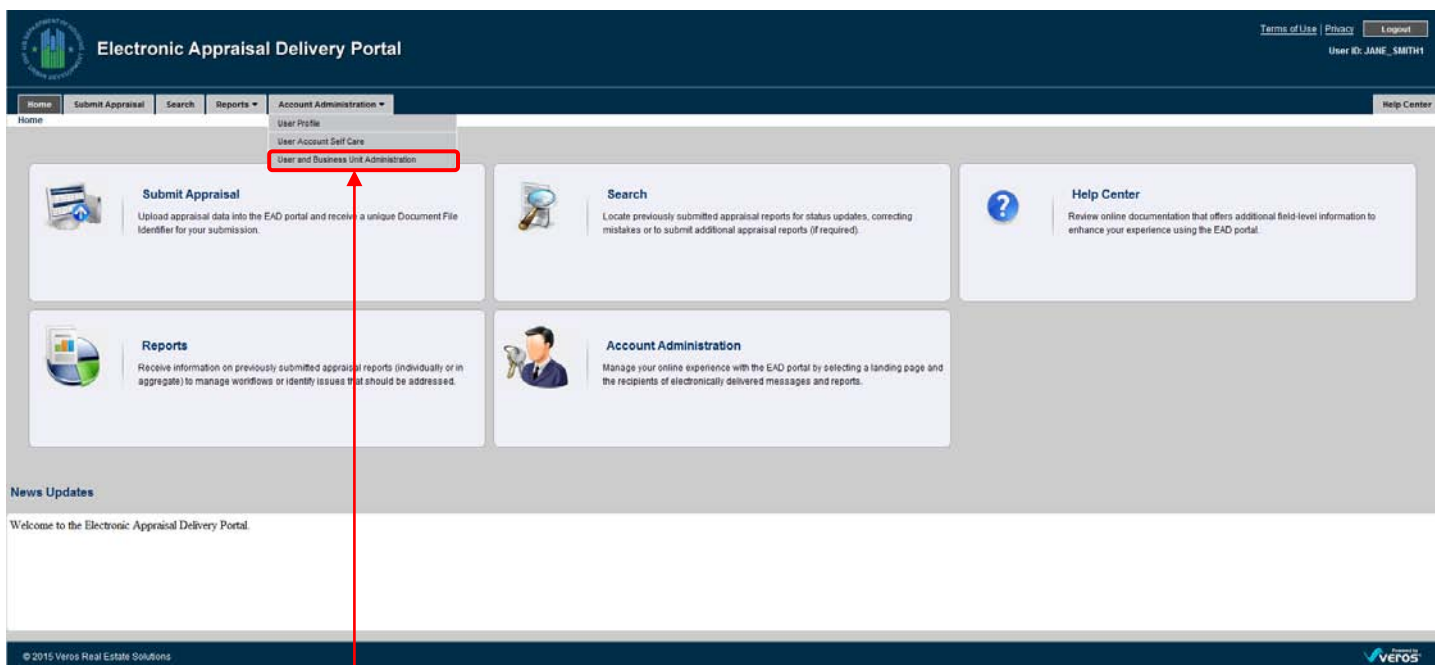 Terms of Use | Privacy Logout
Electronic Appraisal Delivery Portal
User ID: JANE_SMITH1
Home Submit Appraisal Search Reports Account Administration Help Center
Home
User Profile
User Account Self Care
User and Business Unit Administration
Submit Appraisal
Upload appraisal data into the EAD portal and receive a unique Document File
Identifier for your submission.
Search
Locate previously submitted appraisal reports for status updates, correcting
mistakes or to submit additional appraisal reports (if required).
Help Center
Review online documentation that offers additional field-level information to
enhance your experience using the EAD portal.
Reports
Receive information on previously submitted appraisal reports (individually or in
aggregate) to manage workflows or identify issues that should be addressed.
Account Administration
Manage your online experience with the EAD portal by selecting a landing page and
the recipients of electronically delivered messages and reports.
News Updates
Welcome to the Electronic Appraisal Delivery Portal.
© 2015 Veros Real Estate Solutions
Powered by
veros